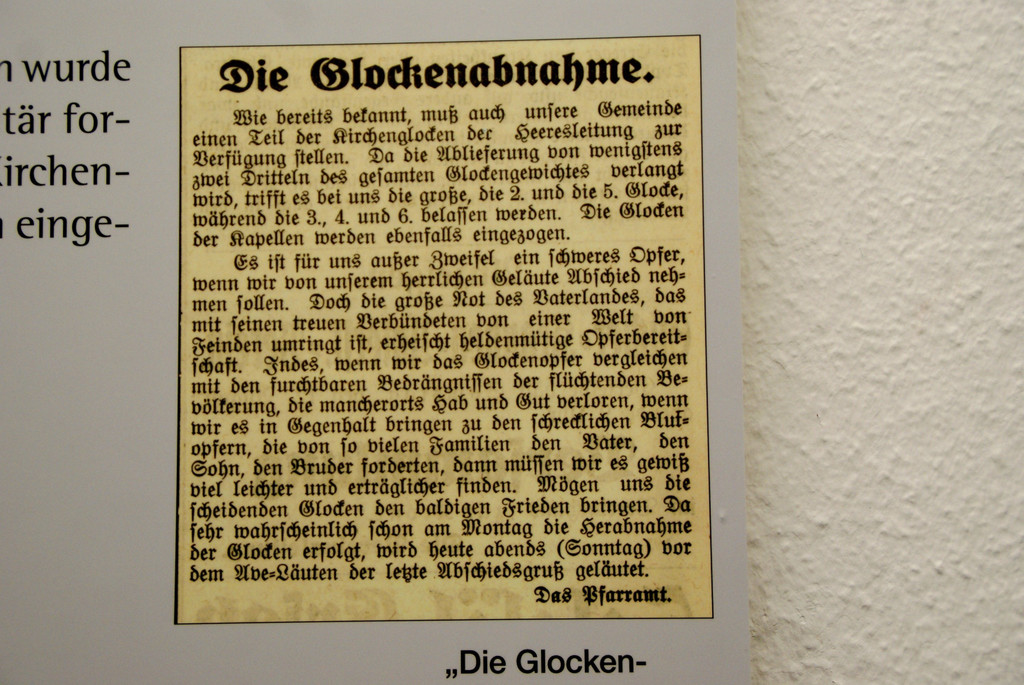 n wurde
tär for-
Kirchen-
n einge-
Die Glockenabnahme.
Wie bereits bekannt, muß auch unsere Gemeinde
einen Teil der Kirchenglocken der Heeresleitung zur
Verfügung stellen. Da die Ablieferung von wenigstens
zwei Dritteln des gesamten Glockengewichtes verlangt
wird, trifft es bei uns die große, die 2. und die 5. Glocke,
während die 3., 4. und 6. belassen werden. Die Glocken
der Kapellen werden ebenfalls eingezogen.
Es ist für uns außer Zweifel ein schweres Opfer,
wenn wir von unserem herrlichen Geläute Abschied neh-
men sollen. Doch die große Not des Vaterlandes, das
mit seinen treuen Verbündeten von einer Welt von
Feinden umringt ist, erheischt heldenmütige Opferbereit-
schaft. Indes, wenn wir das Glockenopfer vergleichen
mit den furchtbaren Bedrängnissen der flüchtenden Be-
völkerung, die mancherorts Hab und Gut verloren, wenn
wir es in Gegenhalt bringen zu den schrecklichen Blut-
opfern, die von so vielen Familien den Vater, den
Sohn, den Bruder forderten, dann müssen wir es gewiß
viel leichter und erträglicher finden. Mögen uns die
scheidenden Glocken den baldigen Frieden bringen. Da
sehr wahrscheinlich schon am Montag die Herabnahme
der Glocken erfolgt, wird heute abends (Sonntag) vor
dem Ave-Läuten der letzte Abschiedsgruß geläutet.
Das Pfarramt.
„Die Glocken-